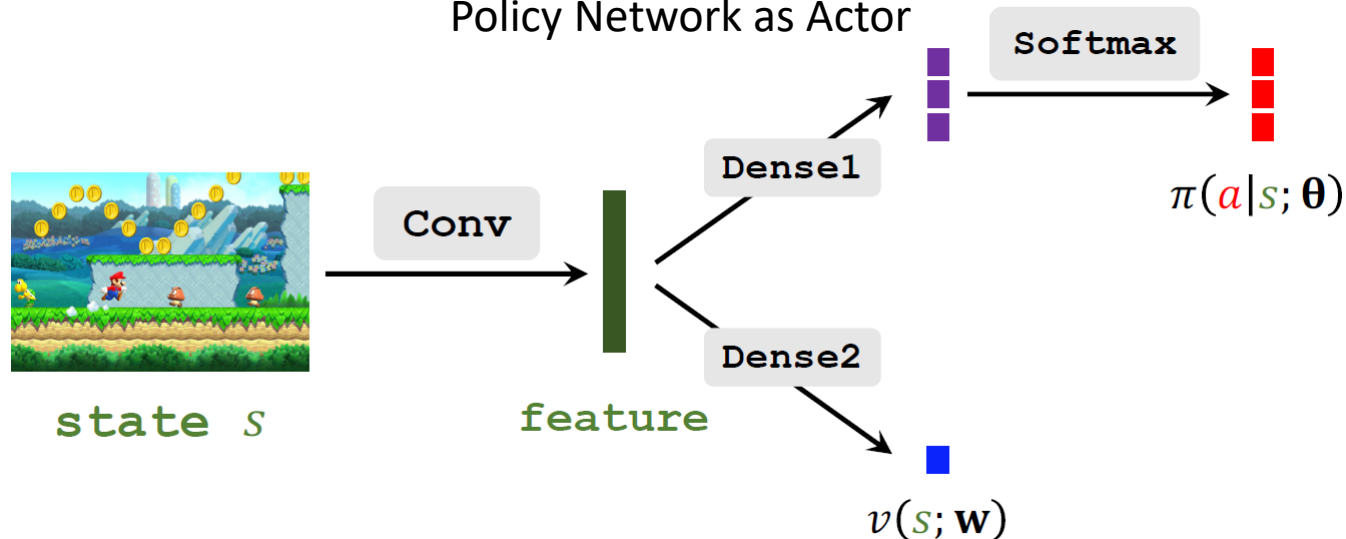 Policy Network as Actor
Softmax
Dense1
π(a|s; θ)
Conv
Dense2
state s
feature
v(s; w)